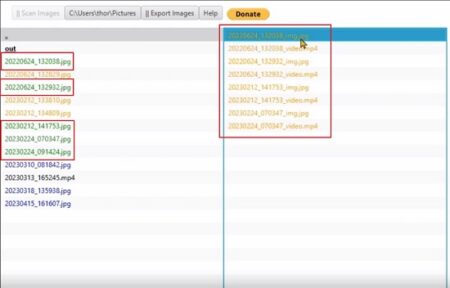 || Scan Images C:\Users\thor\Pictures || Export Images Help Donate
..
out
20220624_132038.jpg
20220624_132829.jpg
20220624_132932.jpg
20230212_133810.jpg
20230212_134809.jpg
20230212_141753.jpg
20230224_070347.jpg
20230224_091424.jpg
20230310_081842.jpg
20230313_165245.mp4
20230318_135938.jpg
20230415_161607.jpg
20220624_132038_img.jpg
20220624_132038_video.mp4
20220624_132932_img.jpg
20220624_132932_video.mp4
20230212_141753_img.jpg
20230212_141753_video.mp4
20230224_070347_img.jpg
20230224_070347_video.mp4